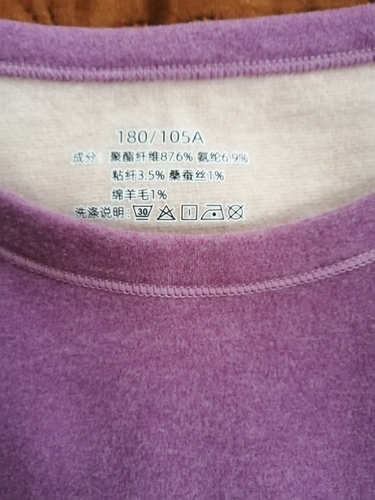 180/105A
成分: 聚酯纤维87.6% 氨纶6.9%
粘纤3.5% 桑蚕丝1%
绵羊毛1%
洗涤说明: 30